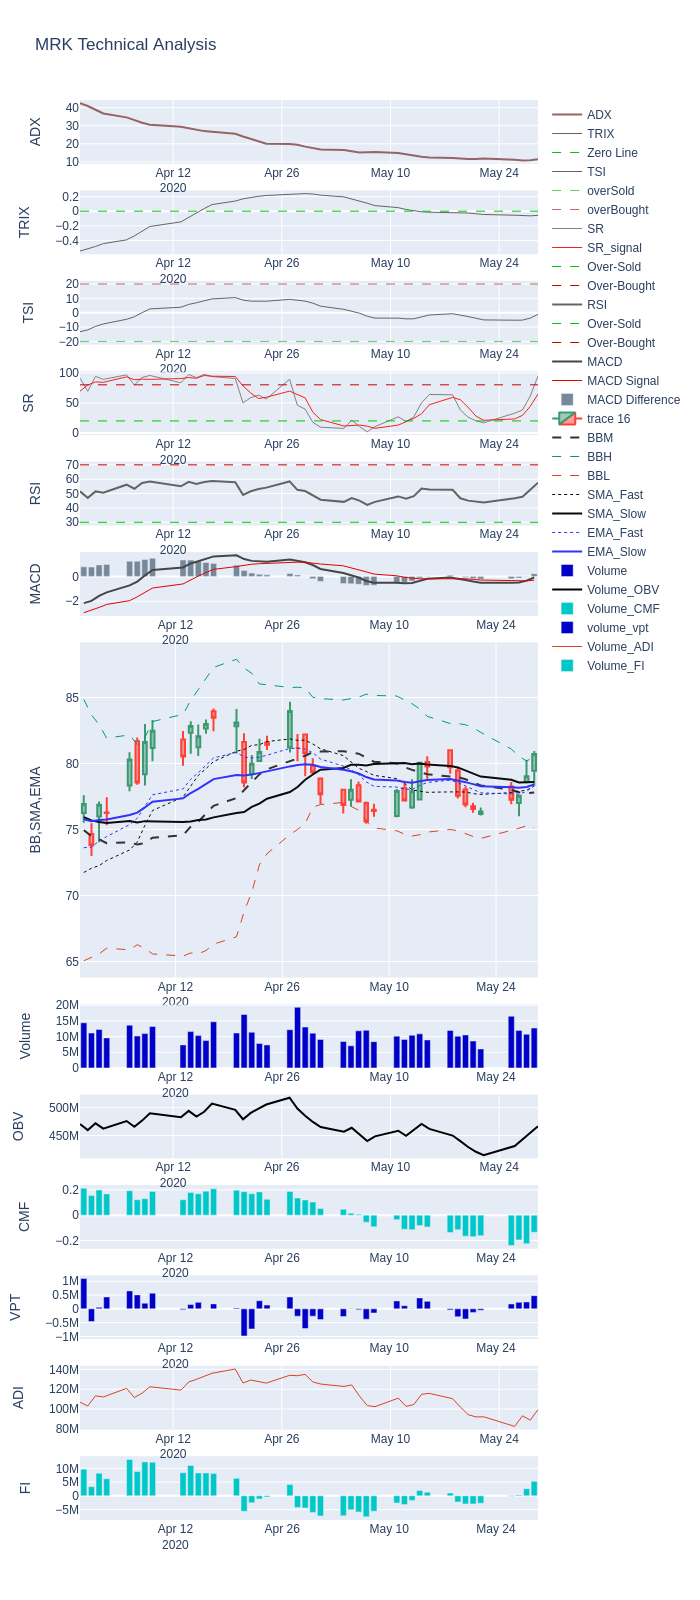 MRK Technical Analysis
ADX
40
30
20
10
Apr 12
2020
Apr 26
May 10
May 24
TRIX
0.2
0
−0.2
−0.4
Apr 12
2020
Apr 26
May 10
May 24
TSI
20
10
0
−10
−20
Apr 12
2020
Apr 26
May 10
May 24
SR
100
50
0
Apr 12
2020
Apr 26
May 10
May 24
RSI
70
60
50
40
30
Apr 12
2020
Apr 26
May 10
May 24
MACD
0
−2
Apr 12
2020
Apr 26
May 10
May 24
BB,SMA,EMA
85
80
75
70
65
Apr 12
2020
Apr 26
May 10
May 24
Volume
20M
15M
10M
5M
0
Apr 12
2020
Apr 26
May 10
May 24
OBV
500M
450M
Apr 12
2020
Apr 26
May 10
May 24
CMF
0.2
0
−0.2
Apr 12
2020
Apr 26
May 10
May 24
VPT
1M
0.5M
0
−0.5M
−1M
Apr 12
2020
Apr 26
May 10
May 24
ADI
140M
120M
100M
80M
Apr 12
2020
Apr 26
May 10
May 24
FI
10M
5M
0
−5M
Apr 12
2020
Apr 26
May 10
May 24
ADX
TRIX
Zero Line
TSI
overSold
overBought
SR
SR_signal
Over-Sold
Over-Bought
RSI
Over-Sold
Over-Bought
MACD
MACD Signal
MACD Difference
trace 16
BBM
BBH
BBL
SMA_Fast
SMA_Slow
EMA_Fast
EMA_Slow
Volume
Volume_OBV
Volume_CMF
volume_vpt
Volume_ADI
Volume_FI